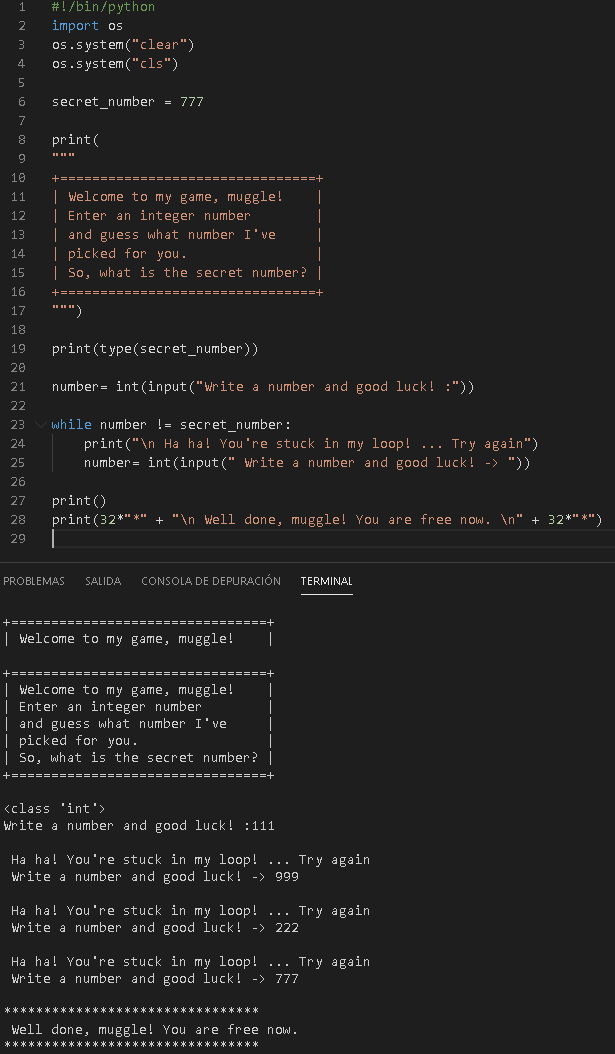 1 #!/bin/python
2 import os
3 os.system("clear")
4 os.system("cls")
5
6 secret_number = 777
7
8 print(
9 """
10 +================================+
11 | Welcome to my game, muggle!    |
12 | Enter an integer number        |
13 | and guess what number I've     |
14 | picked for you.                |
15 | So, what is the secret number? |
16 +================================+
17 """)
18
19 print(type(secret_number))
20
21 number= int(input("Write a number and good luck! :"))
22
23 while number != secret_number:
24     print("\n Ha ha! You're stuck in my loop! ... Try again")
25     number= int(input(" Write a number and good luck! -> "))
26
27 print()
28 print(32*"*" + "\n Well done, muggle! You are free now. \n" + 32*"*")
29
PROBLEMAS SALIDA CONSOLA DE DEPURACIÓN TERMINAL
+================================+
| Welcome to my game, muggle!    |
+================================+
| Welcome to my game, muggle!    |
| Enter an integer number        |
| and guess what number I've     |
| picked for you.                |
| So, what is the secret number? |
+================================+
<class 'int'>
Write a number and good luck! :111
Ha ha! You're stuck in my loop! ... Try again
Write a number and good luck! -> 999
Ha ha! You're stuck in my loop! ... Try again
Write a number and good luck! -> 222
Ha ha! You're stuck in my loop! ... Try again
Write a number and good luck! -> 777
********************************
Well done, muggle! You are free now.
********************************